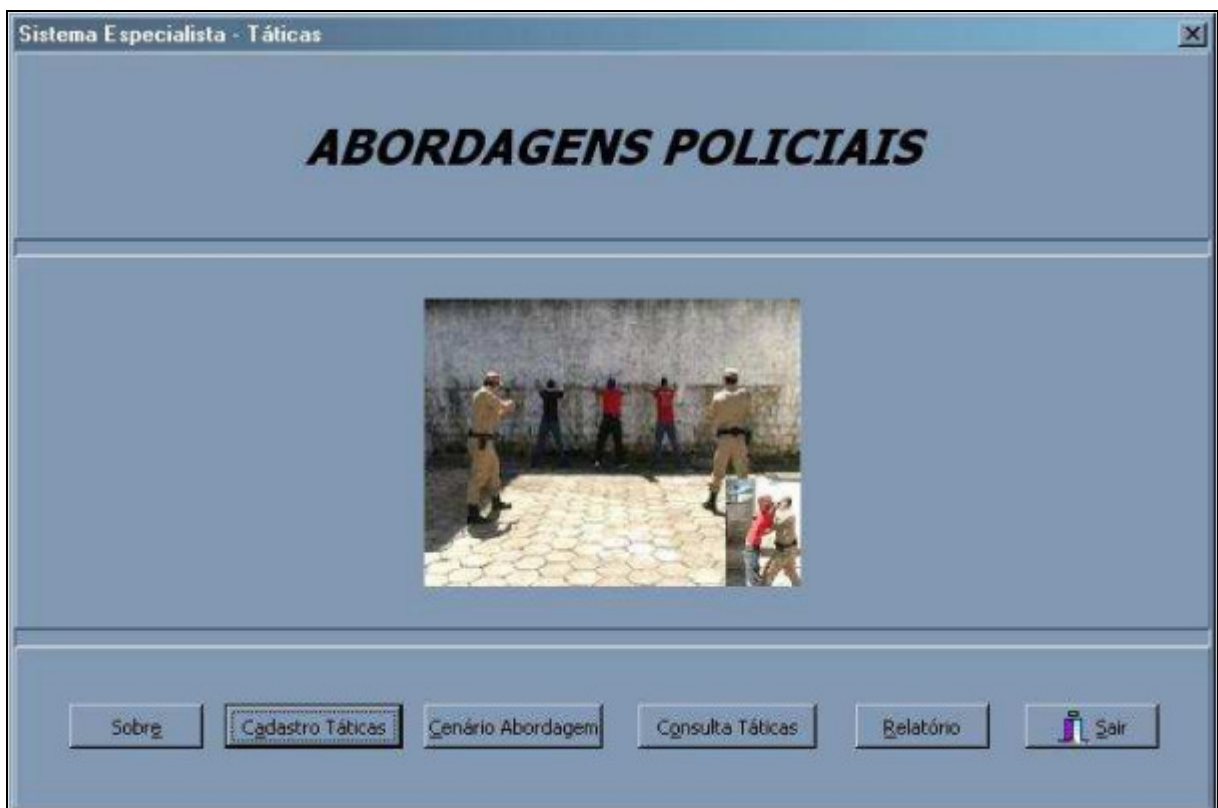 Sistema Especialista - Táticas
ABORDAGENS POLICIAIS
Sobre
Cadastro Táticas
Cenário Abordagem
Consulta Táticas
Relatório
Sair